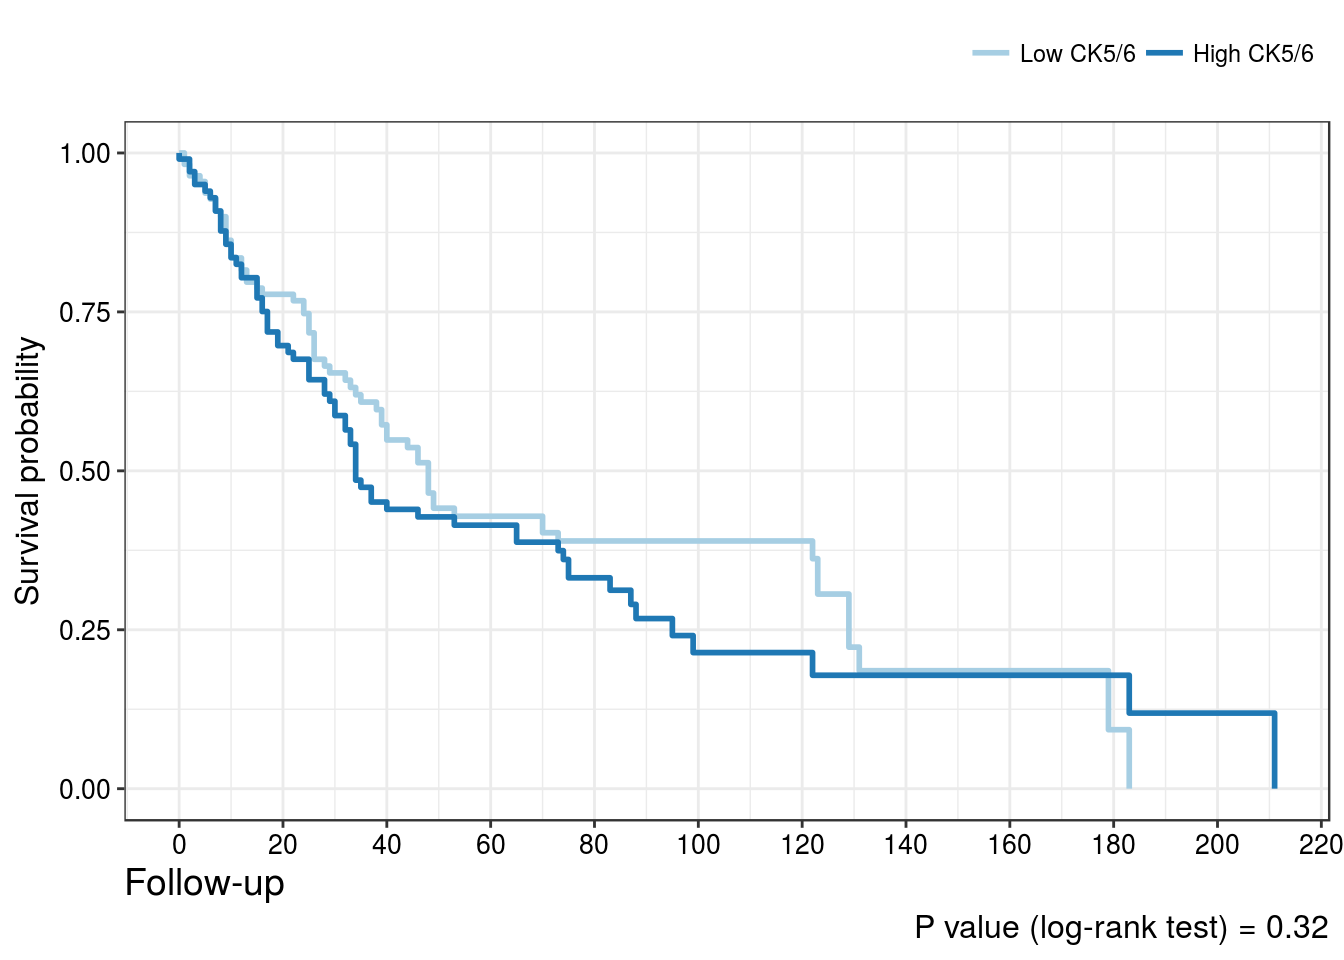 Low CK5/6 High CK5/6
Survival probability
1.00
0.75
0.50
0.25
0.00
0 20 40 60 80 100 120 140 160 180 200 220
Follow-up
P value (log-rank test) = 0.32